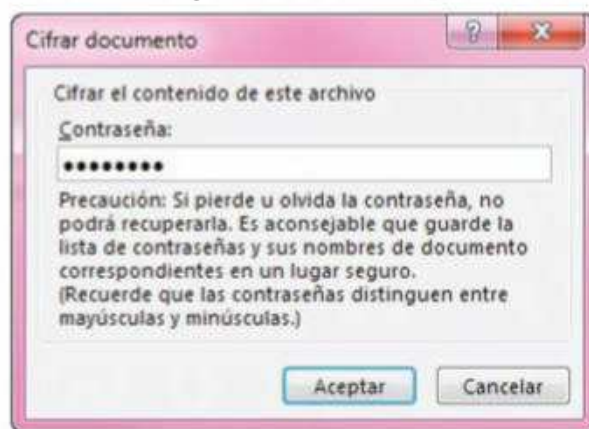 Cifrar documento
Cifrar el contenido de este archivo
Contraseña:
••••••••
Precaución: Si pierde u olvida la contraseña, no
podrá recuperarla. Es aconsejable que guarde la
lista de contraseñas y sus nombres de documento
correspondientes en un lugar seguro.
(Recuerde que las contraseñas distinguen entre
mayúsculas y minúsculas.)
Aceptar Cancelar